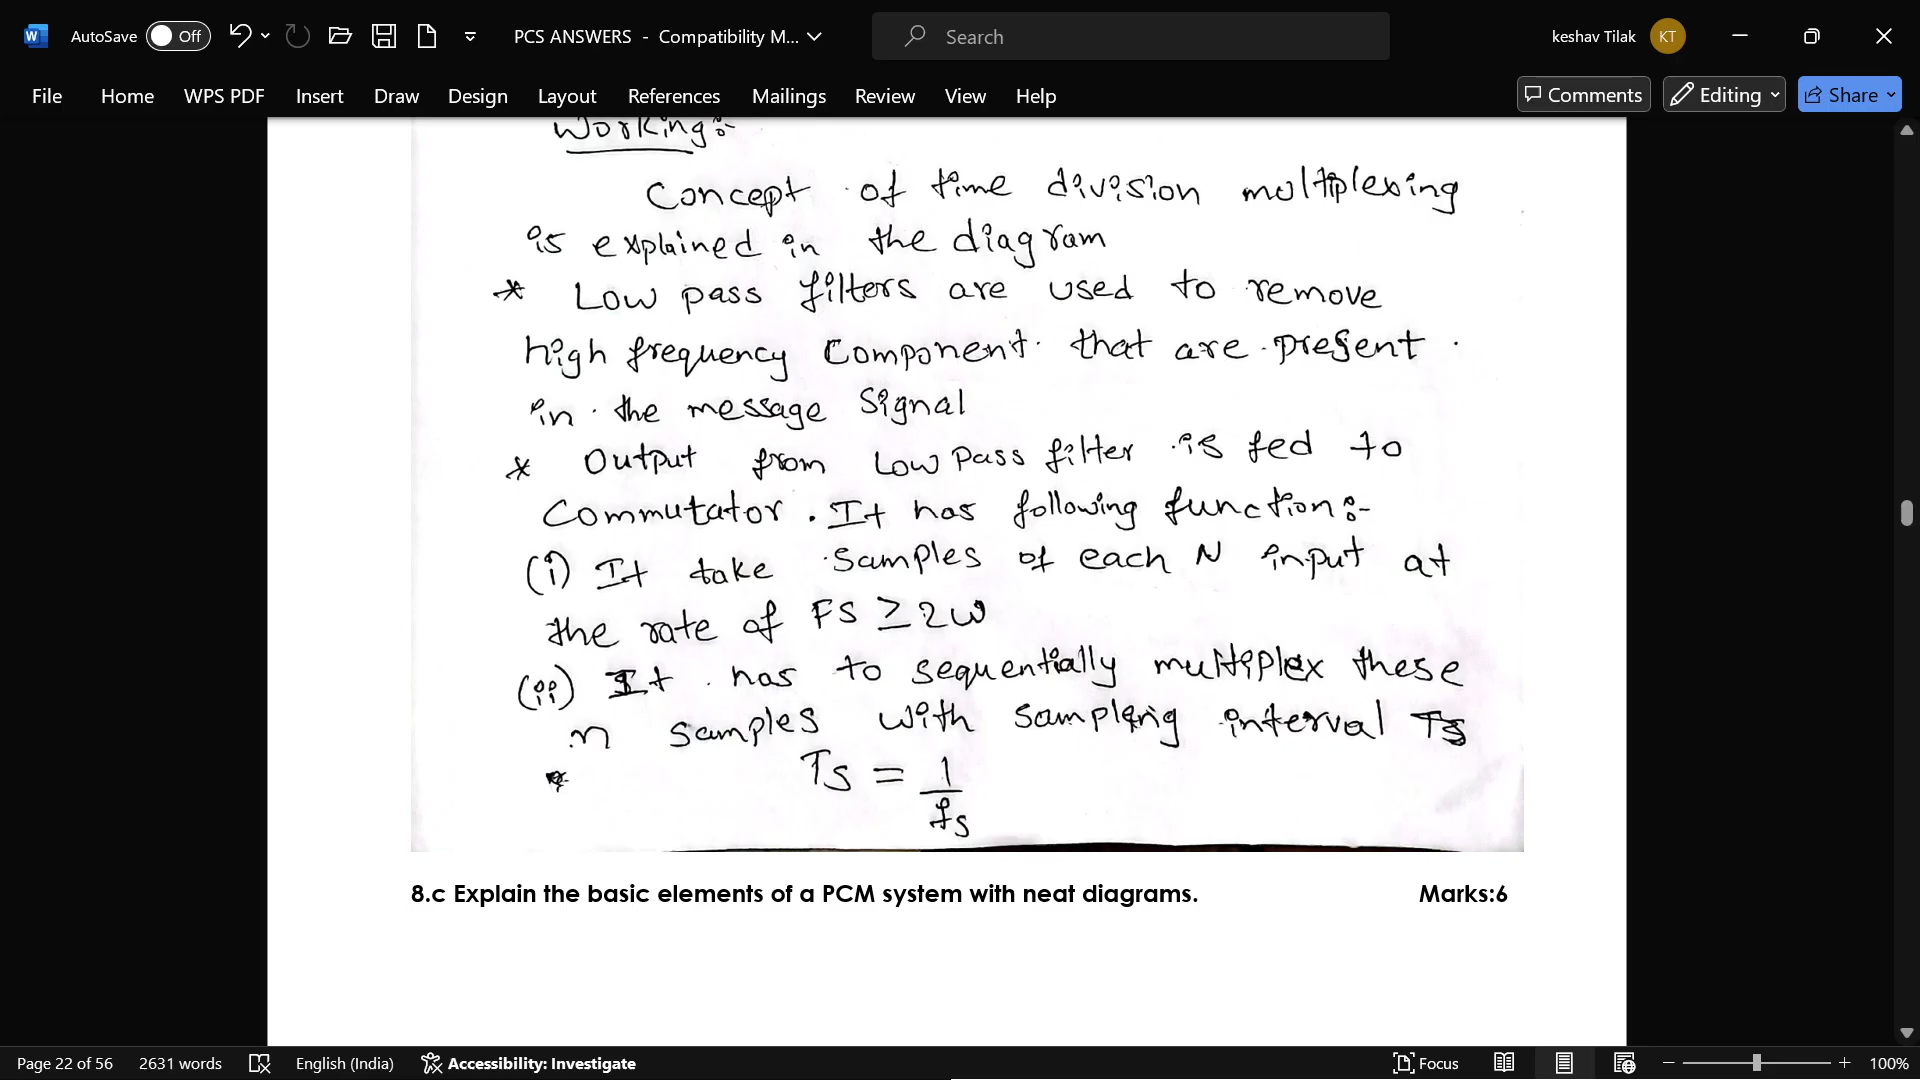 AutoSave Off PCS ANSWERS - Compatibility M... Search keshav Tilak KT
File Home WPS PDF Insert Draw Design Layout References Mailings Review View Help Comments Editing Share
Working:-
Concept of time division multiplexing
is explained in the diagram
* Low pass filters are used to remove
high frequency component that are present
in the message signal
* Output from Low pass filter is fed to
Commutator. It has following function:-
(i) It take samples of each N input at
the rate of FS ≥ 2W
(ii) It has to sequentially multiplex these
n samples with sampling interval Ts
* Ts = 1
fs
8.c Explain the basic elements of a PCM system with neat diagrams. Marks:6
Page 22 of 56 2631 words English (India) Accessibility: Investigate Focus 100%